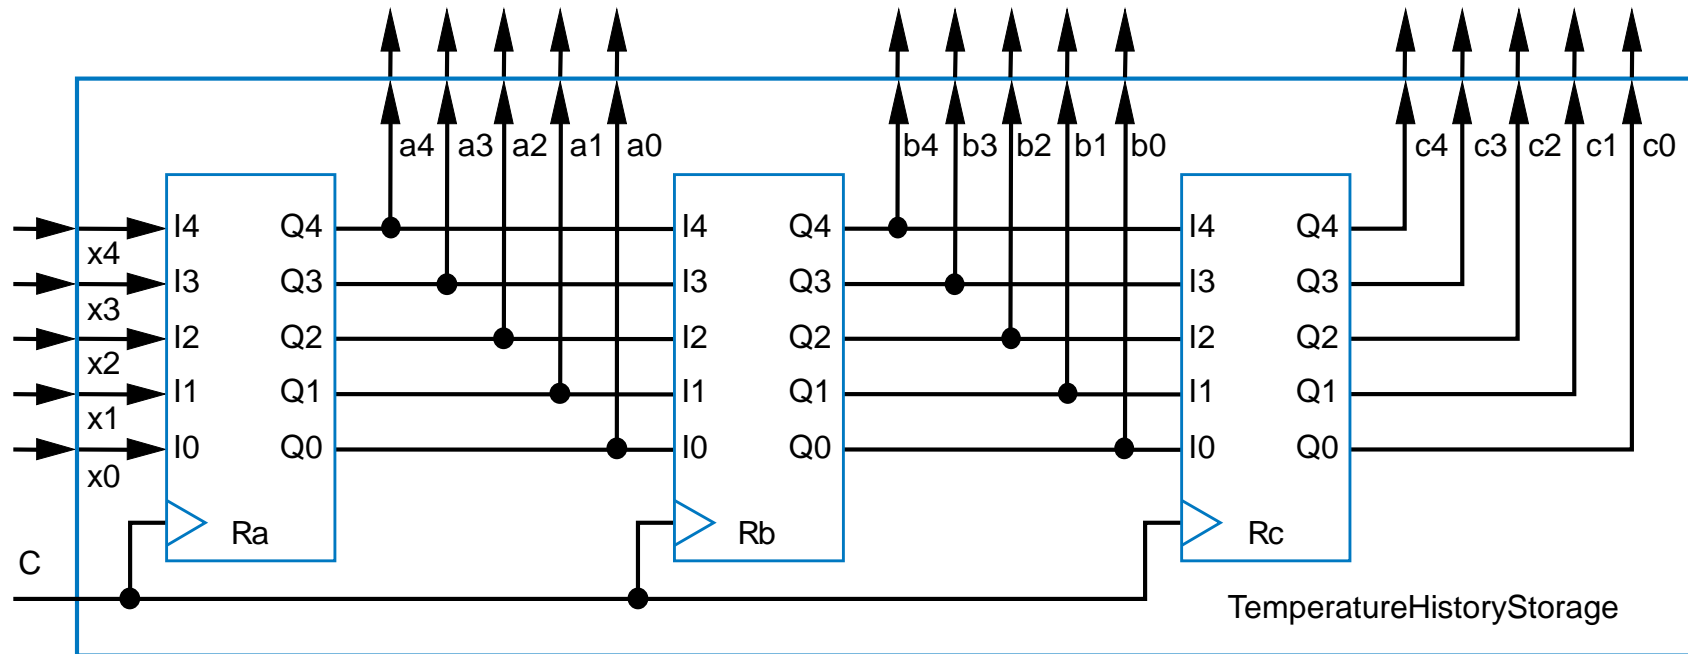 a4 a3 a2 a1 a0 b4 b3 b2 b1 b0 c4 c3 c2 c1 c0
I4 Q4 I4 Q4 I4 Q4
x4
I3 Q3 I3 Q3 I3 Q3
x3
I2 Q2 I2 Q2 I2 Q2
x2
I1 Q1 I1 Q1 I1 Q1
x1
I0 Q0 I0 Q0 I0 Q0
x0
Ra Rb Rc
C
TemperatureHistoryStorage